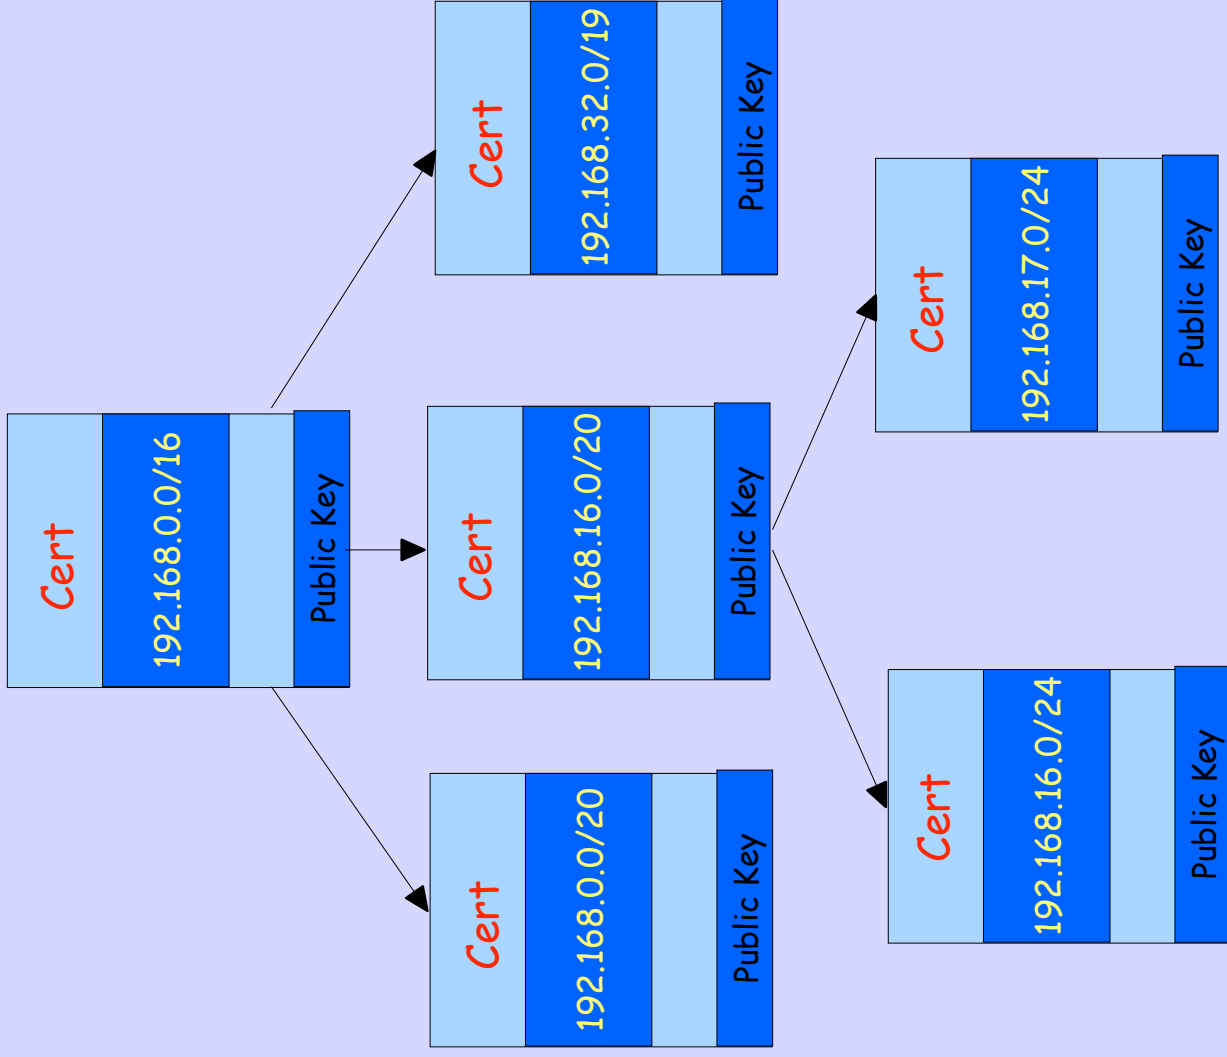 Cert
192.168.0.0/16
Public Key
Cert
192.168.0.0/20
Public Key
Cert
192.168.16.0/20
Public Key
Cert
192.168.32.0/19
Public Key
Cert
192.168.16.0/24
Public Key
Cert
192.168.17.0/24
Public Key